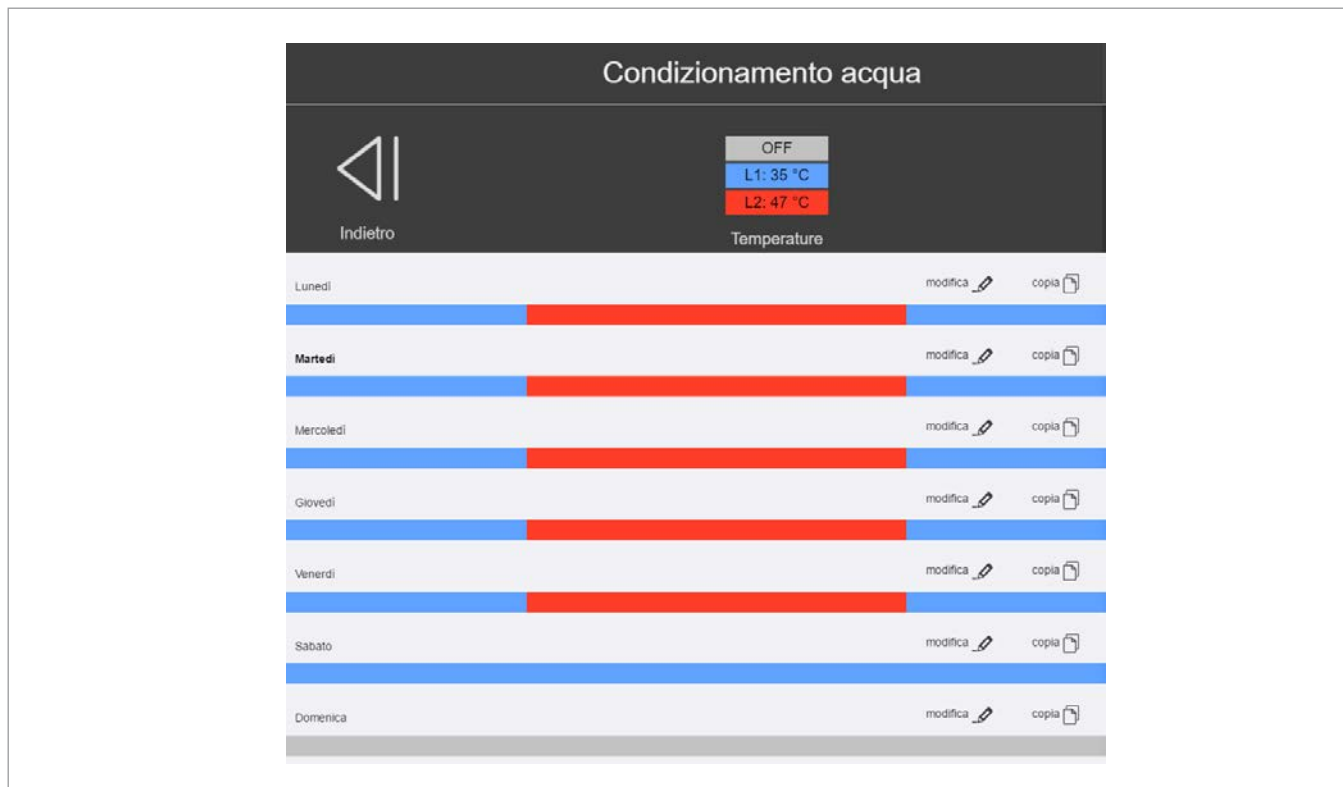 Condizionamento acqua
OFF
L1: 35 °C
L2: 47 °C
Indietro
Temperature
Lunedì
modifica
copia
Martedì
modifica
copia
Mercoledì
modifica
copia
Giovedì
modifica
copia
Venerdì
modifica
copia
Sabato
modifica
copia
Domenica
modifica
copia